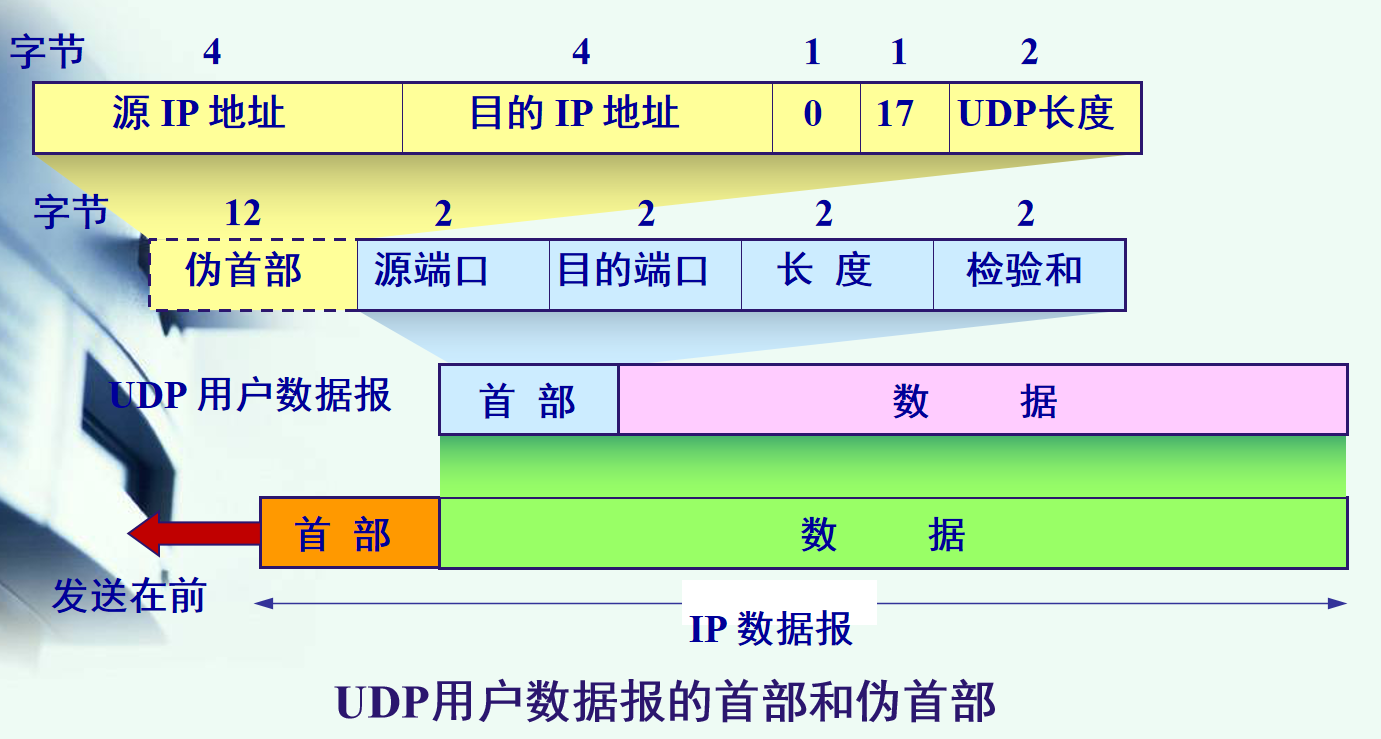 字节 4 4 1 1 2
源 IP 地址 目的 IP 地址 0 17 UDP长度
字节 12 2 2 2 2
伪首部 源端口 目的端口 长 度 检验和
UDP 用户数据报 首 部 数 据
首 部 数 据
发送在前
IP 数据报
UDP用户数据报的首部和伪首部